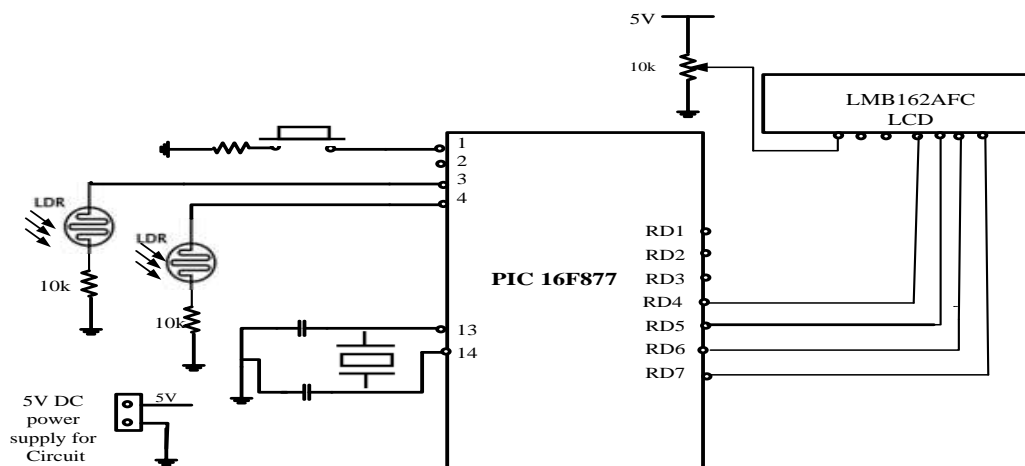 5V
10k
LMB162AFC
LCD
1
2
3
4
LDR
LDR
10k
10k
PIC 16F877
RD1
RD2
RD3
RD4
RD5
RD6
RD7
13
14
5V DC
power
supply for
Circuit
5V